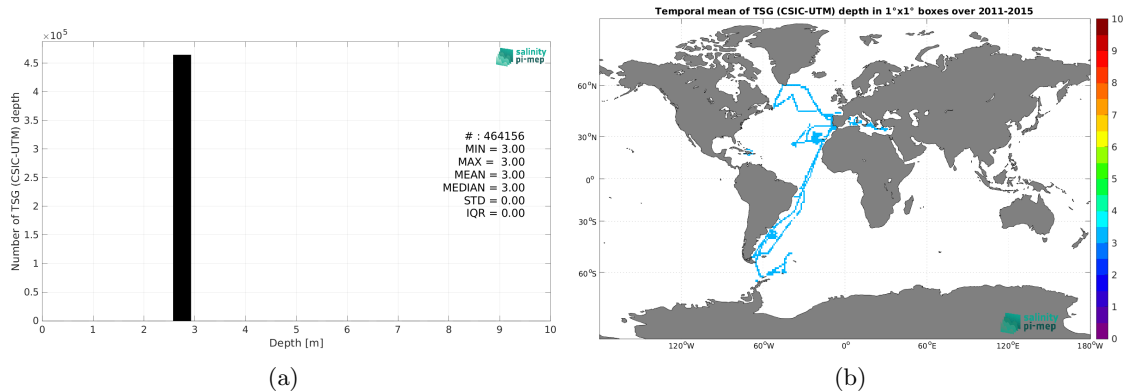 ×10⁵
4.5
4
3.5
3
2.5
2
1.5
1
0.5
0
Number of TSG (CSIC-UTM) depth
salinity
pi-mep
# : 464156
MIN = 3.00
MAX = 3.00
MEAN = 3.00
MEDIAN = 3.00
STD = 0.00
IQR = 0.00
0 1 2 3 4 5 6 7 8 9 10
Depth [m]
(a)
Temporal mean of TSG (CSIC-UTM) depth in 1°x1° boxes over 2011-2015
60°N
30°N
0°
30°S
60°S
120°W 60°W 0° 60°E 120°E 180°W
salinity
pi-mep
10
9
8
7
6
5
4
3
2
1
0
(b)